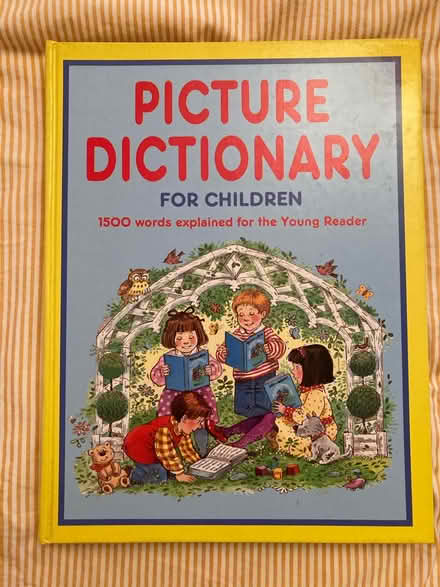 PICTURE
DICTIONARY
FOR CHILDREN
1500 words explained for the Young Reader